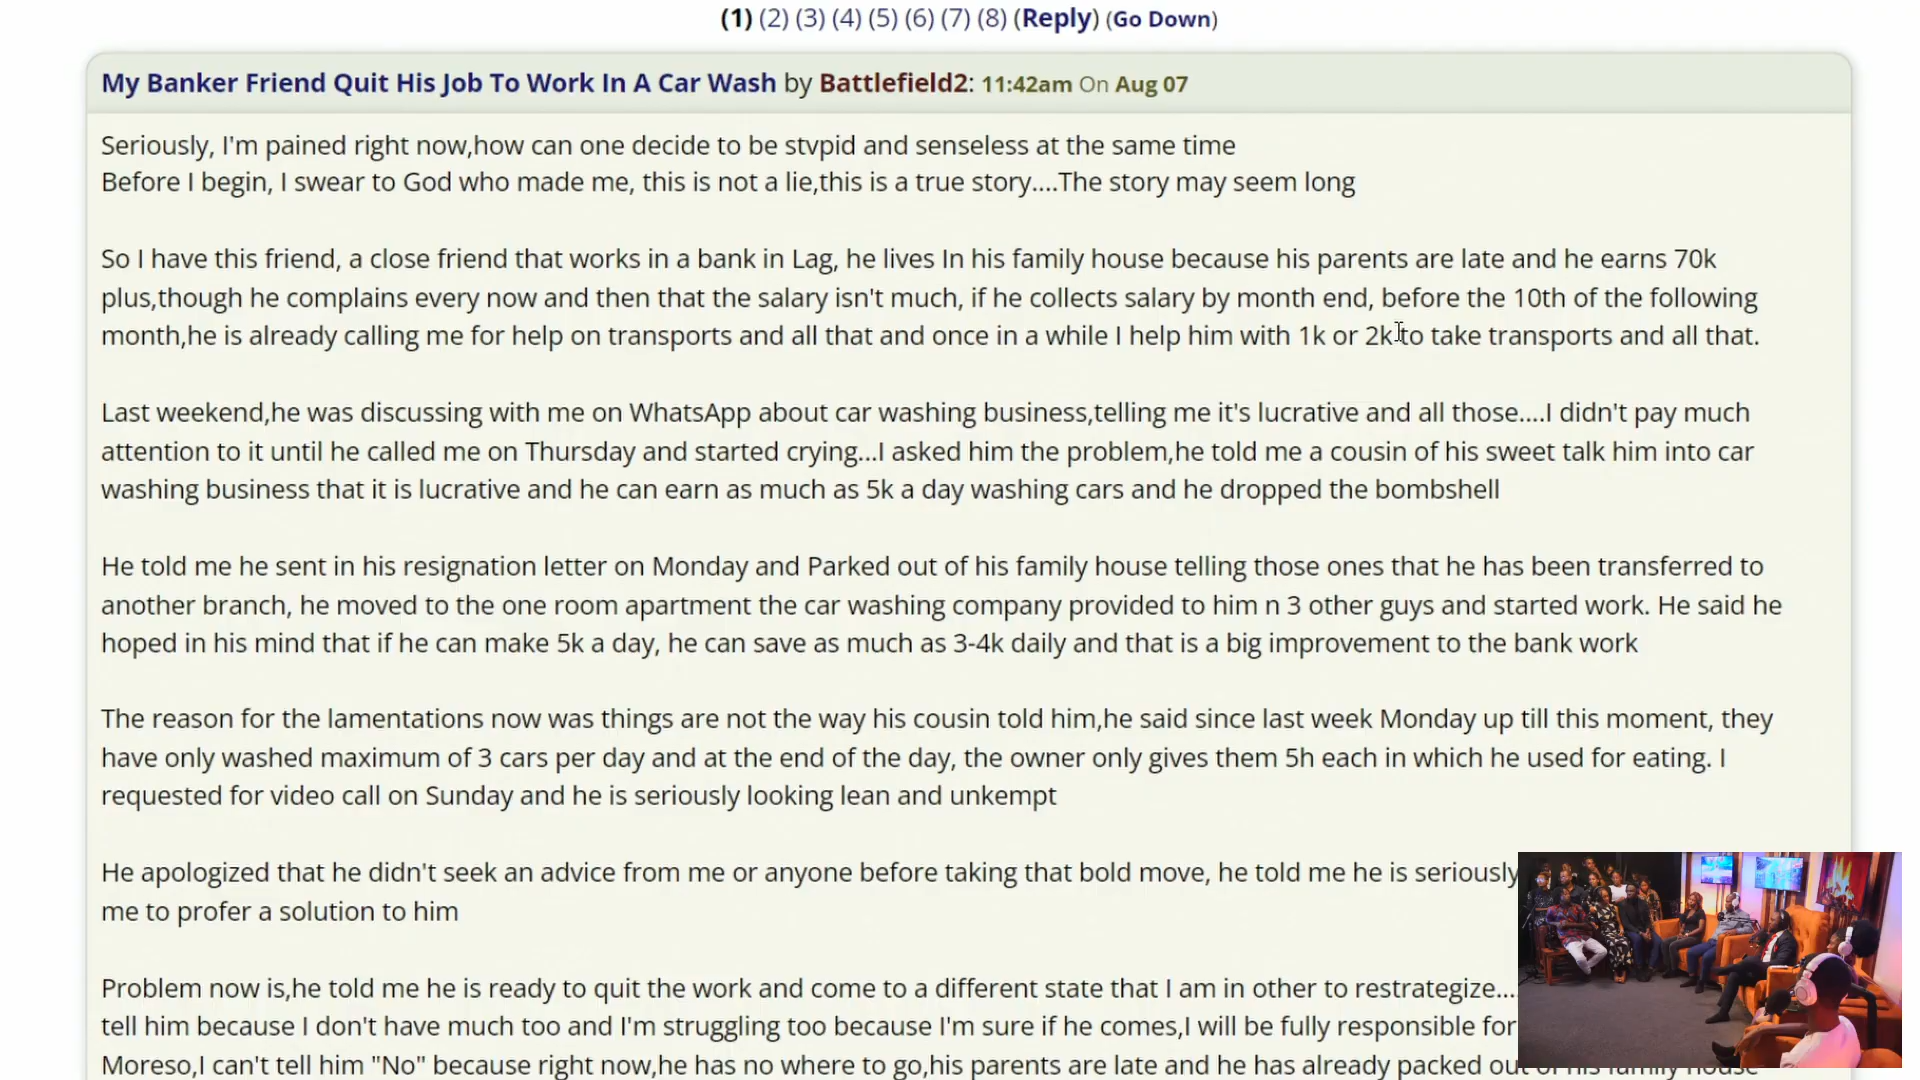 (1) (2) (3) (4) (5) (6) (7) (8) (Reply) (Go Down)
My Banker Friend Quit His Job To Work In A Car Wash by Battlefield2: 11:42am On Aug 07
Seriously, I'm pained right now,how can one decide to be stvpid and senseless at the same time
Before I begin, I swear to God who made me, this is not a lie,this is a true story....The story may seem long
So I have this friend, a close friend that works in a bank in Lag, he lives In his family house because his parents are late and he earns 70k
plus,though he complains every now and then that the salary isn't much, if he collects salary by month end, before the 10th of the following
month,he is already calling me for help on transports and all that and once in a while I help him with 1k or 2k to take transports and all that.
Last weekend,he was discussing with me on WhatsApp about car washing business,telling me it's lucrative and all those....I didn't pay much
attention to it until he called me on Thursday and started crying...I asked him the problem,he told me a cousin of his sweet talk him into car
washing business that it is lucrative and he can earn as much as 5k a day washing cars and he dropped the bombshell
He told me he sent in his resignation letter on Monday and Parked out of his family house telling those ones that he has been transferred to
another branch, he moved to the one room apartment the car washing company provided to him n 3 other guys and started work. He said he
hoped in his mind that if he can make 5k a day, he can save as much as 3-4k daily and that is a big improvement to the bank work
The reason for the lamentations now was things are not the way his cousin told him,he said since last week Monday up till this moment, they
have only washed maximum of 3 cars per day and at the end of the day, the owner only gives them 5h each in which he used for eating. I
requested for video call on Sunday and he is seriously looking lean and unkempt
He apologized that he didn't seek an advice from me or anyone before taking that bold move, he told me he is seriously
me to profer a solution to him
Problem now is,he told me he is ready to quit the work and come to a different state that I am in other to restrategize...
tell him because I don't have much too and I'm struggling too because I'm sure if he comes,I will be fully responsible for
Moreso,I can't tell him "No" because right now,he has no where to go,his parents are late and he has already packed out of his family house